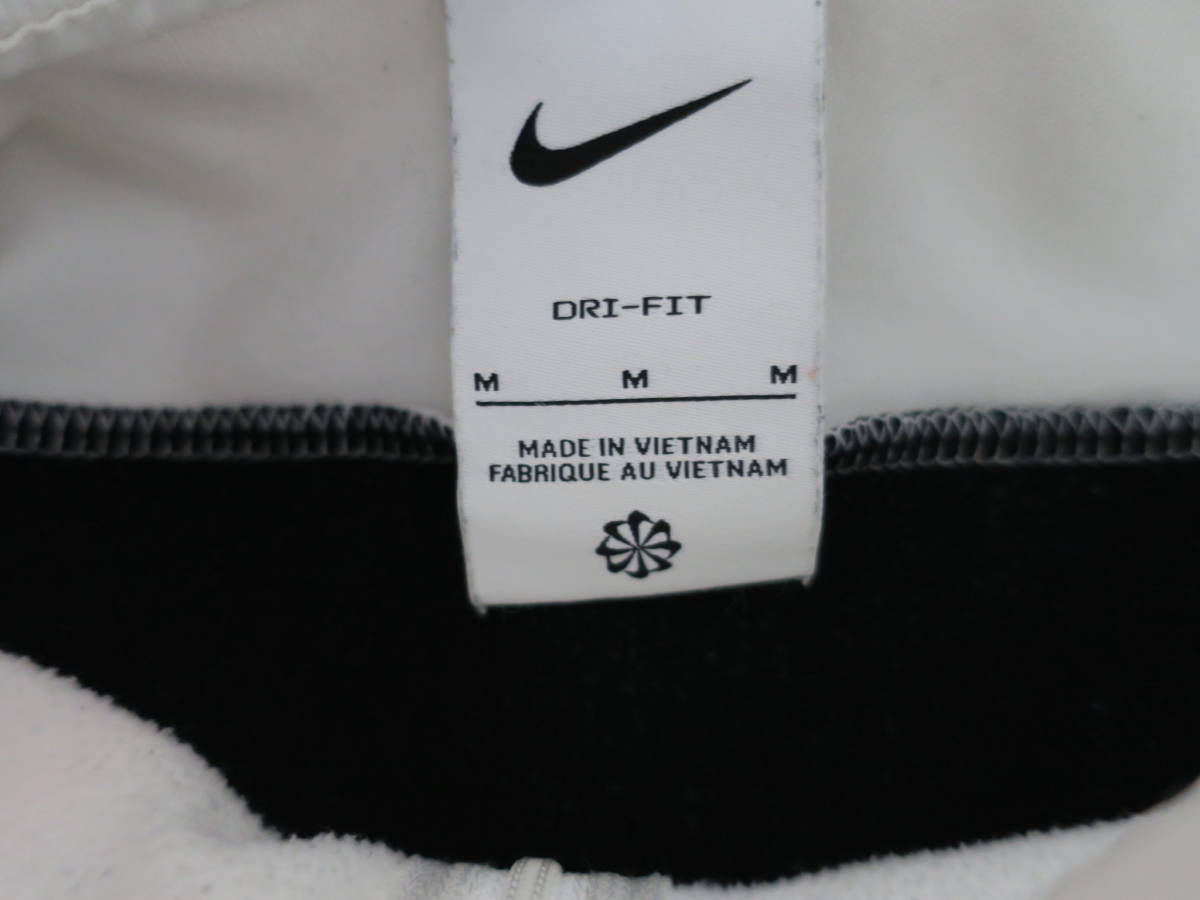 DRI-FIT
M M M
MADE IN VIETNAM
FABRIQUE AU VIETNAM